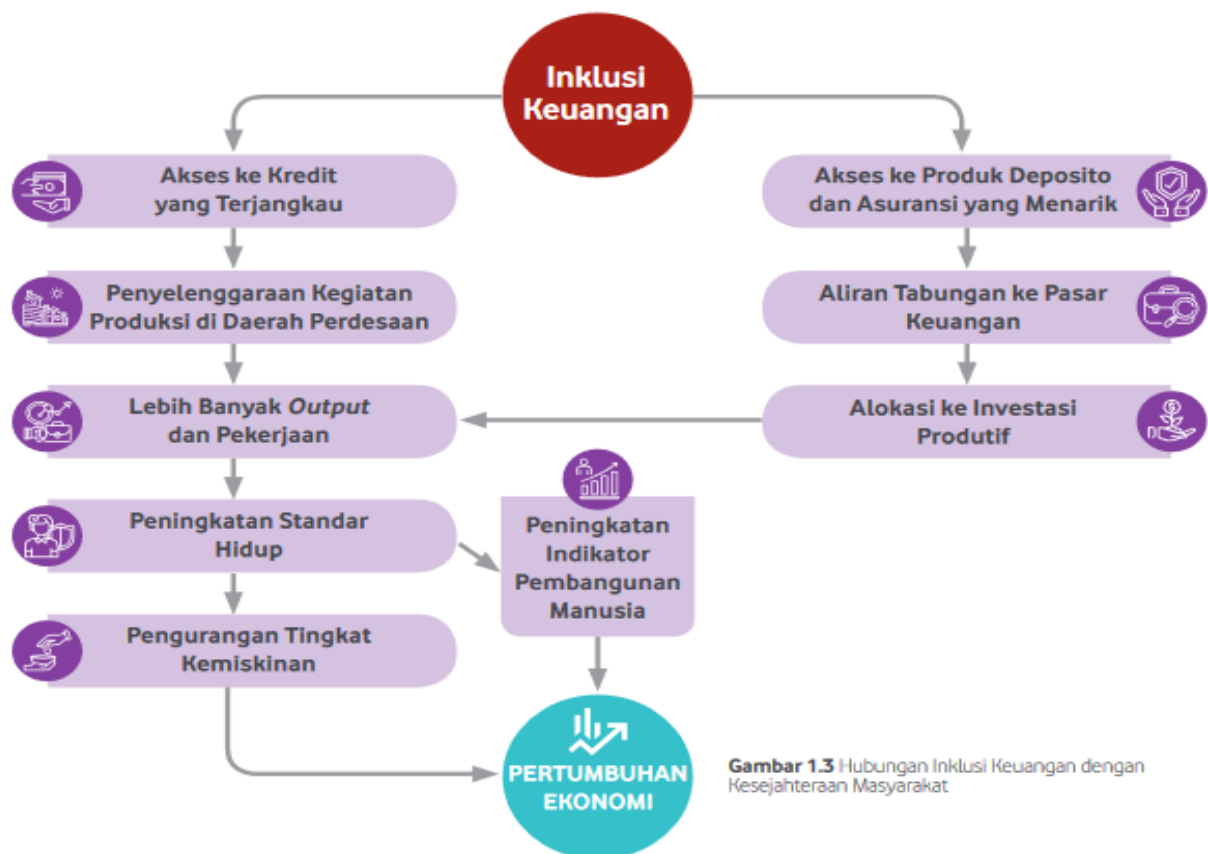 Inklusi
Keuangan
Akses ke Kredit
yang Terjangkau
Penyelenggaraan Kegiatan
Produksi di Daerah Perdesaan
Lebih Banyak Output
dan Pekerjaan
Peningkatan Standar
Hidup
Pengurangan Tingkat
Kemiskinan
Akses ke Produk Deposito
dan Asuransi yang Menarik
Aliran Tabungan ke Pasar
Keuangan
Alokasi ke Investasi
Produtif
Peningkatan
Indikator
Pembangunan
Manusia
PERTUMBUHAN
EKONOMI
Gambar 1.3 Hubungan Inklusi Keuangan dengan
Kesejahteraan Masyarakat